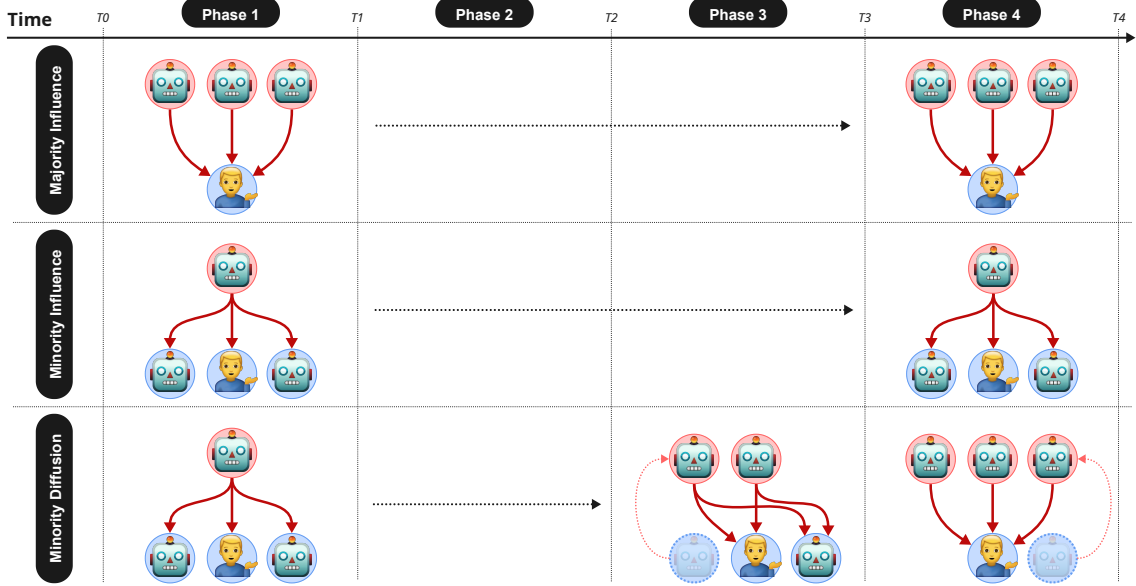 Time
T0
Phase 1
T1
Phase 2
T2
Phase 3
T3
Phase 4
T4
Majority Influence
Minority Influence
Minority Diffusion